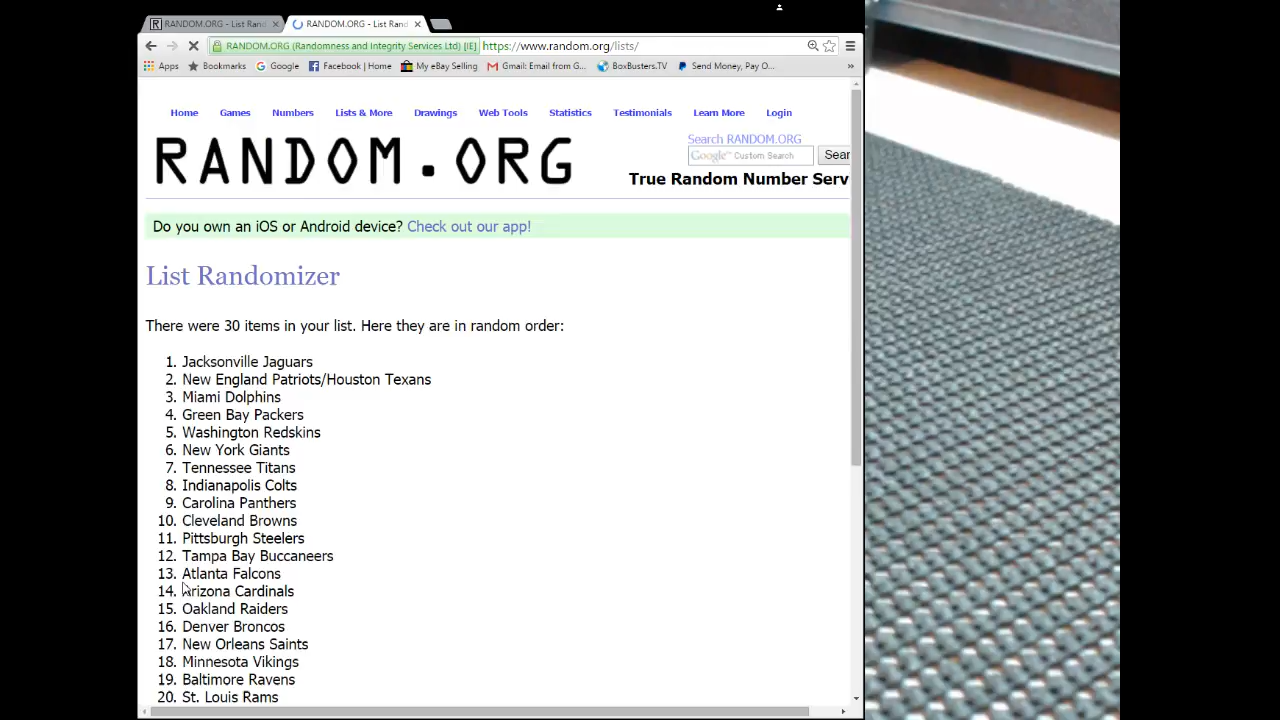 RANDOM.ORG - List Rand
RANDOM.ORG - List Rand
RANDOM.ORG (Randomness and Integrity Services Ltd) [IE] https://www.random.org/lists/
Apps Bookmarks Google Facebook | Home My eBay Selling Gmail: Email from G... BoxBusters.TV Send Money, Pay O... »
Home Games Numbers Lists & More Drawings Web Tools Statistics Testimonials Learn More Login
RANDOM.ORG
Search RANDOM.ORG
Google™ Custom Search Sear
True Random Number Serv
Do you own an iOS or Android device? Check out our app!
List Randomizer
There were 30 items in your list. Here they are in random order:
1. Jacksonville Jaguars
2. New England Patriots/Houston Texans
3. Miami Dolphins
4. Green Bay Packers
5. Washington Redskins
6. New York Giants
7. Tennessee Titans
8. Indianapolis Colts
9. Carolina Panthers
10. Cleveland Browns
11. Pittsburgh Steelers
12. Tampa Bay Buccaneers
13. Atlanta Falcons
14. Arizona Cardinals
15. Oakland Raiders
16. Denver Broncos
17. New Orleans Saints
18. Minnesota Vikings
19. Baltimore Ravens
20. St. Louis Rams